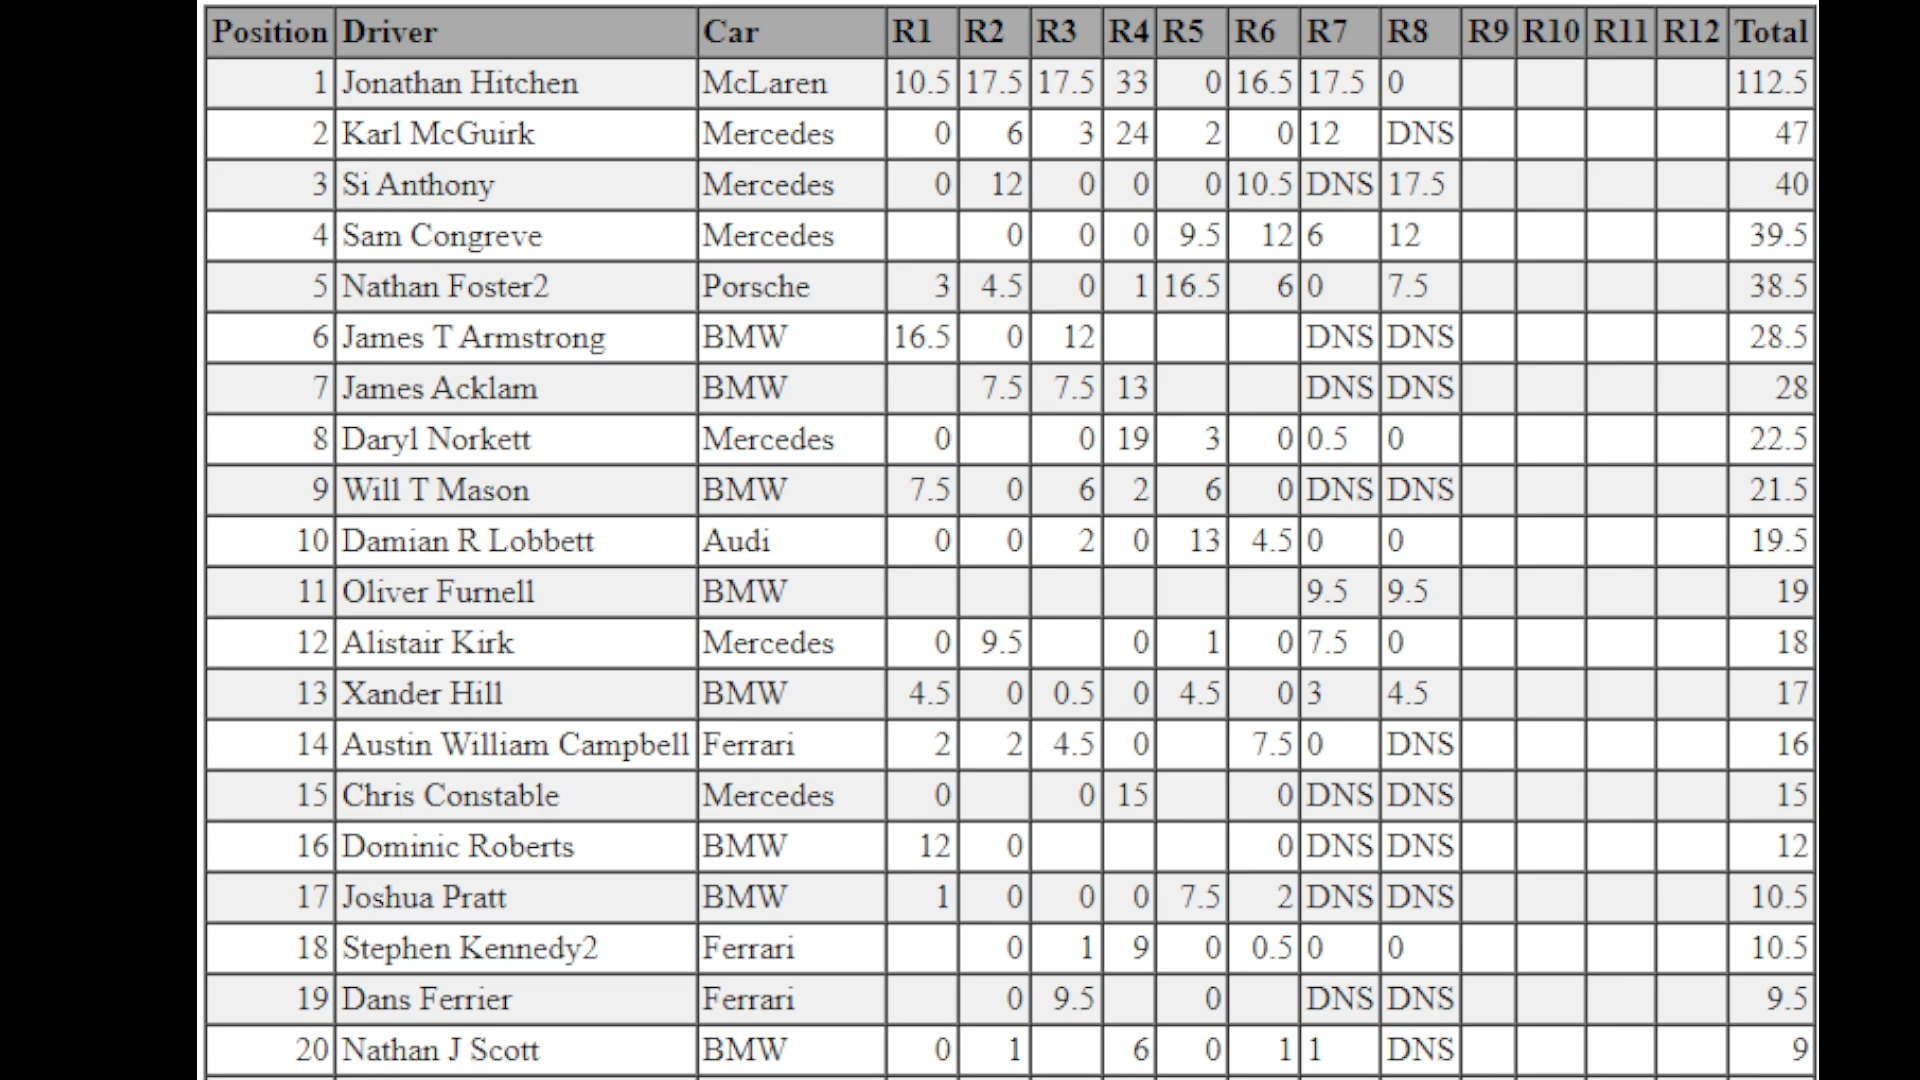 Position Driver Car R1 R2 R3 R4 R5 R6 R7 R8 R9 R10 R11 R12 Total
1 Jonathan Hitchen McLaren 10.5 17.5 17.5 33 0 16.5 17.5 0 112.5
2 Karl McGuirk Mercedes 0 6 3 24 2 0 12 DNS 47
3 Si Anthony Mercedes 0 12 0 0 0 10.5 DNS 17.5 40
4 Sam Congreve Mercedes 0 0 0 9.5 12 6 12 39.5
5 Nathan Foster2 Porsche 3 4.5 0 1 16.5 6 0 7.5 38.5
6 James T Armstrong BMW 16.5 0 12 DNS DNS 28.5
7 James Acklam BMW 7.5 7.5 13 DNS DNS 28
8 Daryl Norkett Mercedes 0 0 19 3 0 0.5 0 22.5
9 Will T Mason BMW 7.5 0 6 2 6 0 DNS DNS 21.5
10 Damian R Lobbett Audi 0 0 2 0 13 4.5 0 0 19.5
11 Oliver Furnell BMW 9.5 9.5 19
12 Alistair Kirk Mercedes 0 9.5 0 1 0 7.5 0 18
13 Xander Hill BMW 4.5 0 0.5 0 4.5 0 3 4.5 17
14 Austin William Campbell Ferrari 2 2 4.5 0 7.5 0 DNS 16
15 Chris Constable Mercedes 0 0 15 0 DNS DNS 15
16 Dominic Roberts BMW 12 0 0 DNS DNS 12
17 Joshua Pratt BMW 1 0 0 0 7.5 2 DNS DNS 10.5
18 Stephen Kennedy2 Ferrari 0 1 9 0 0.5 0 0 10.5
19 Dans Ferrier Ferrari 0 9.5 0 DNS DNS 9.5
20 Nathan J Scott BMW 0 1 6 0 1 1 DNS 9